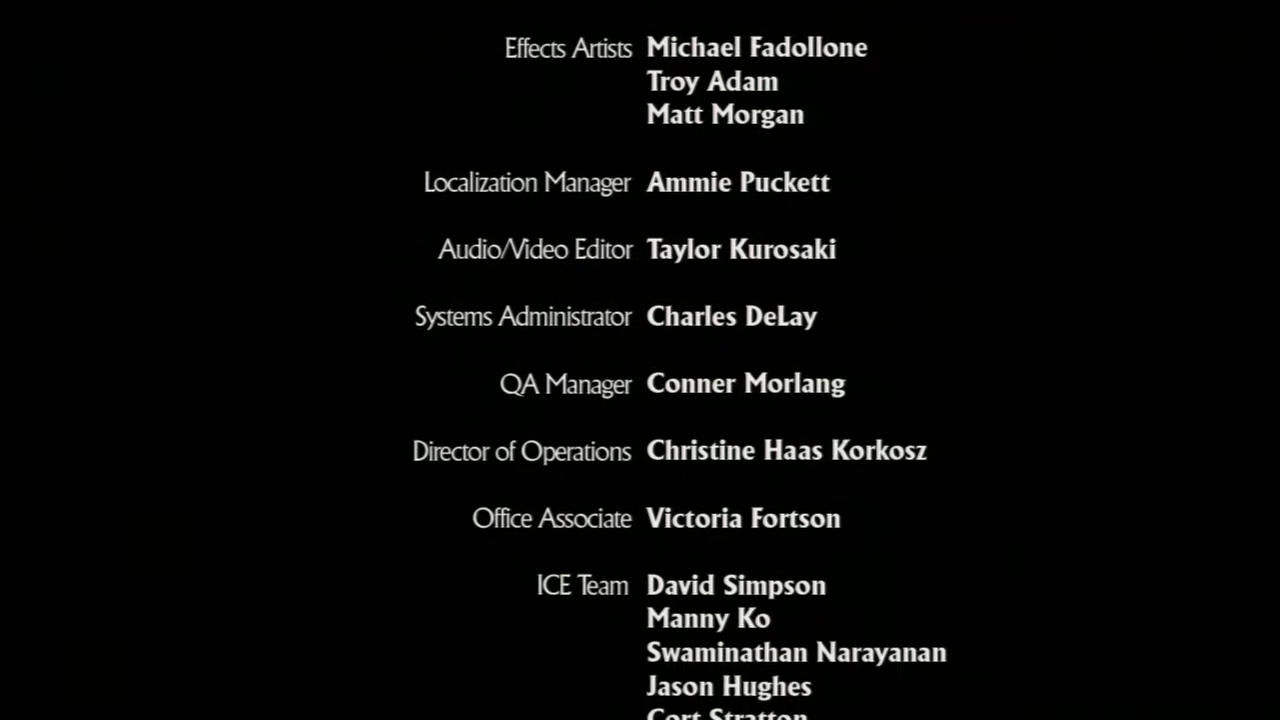 Effects Artists Michael Fadollone
Troy Adam
Matt Morgan
Localization Manager Ammie Puckett
Audio/Video Editor Taylor Kurosaki
Systems Administrator Charles DeLay
QA Manager Conner Morlang
Director of Operations Christine Haas Korkosz
Office Associate Victoria Fortson
ICE Team David Simpson
Manny Ko
Swaminathan Narayanan
Jason Hughes
Cort Stratton